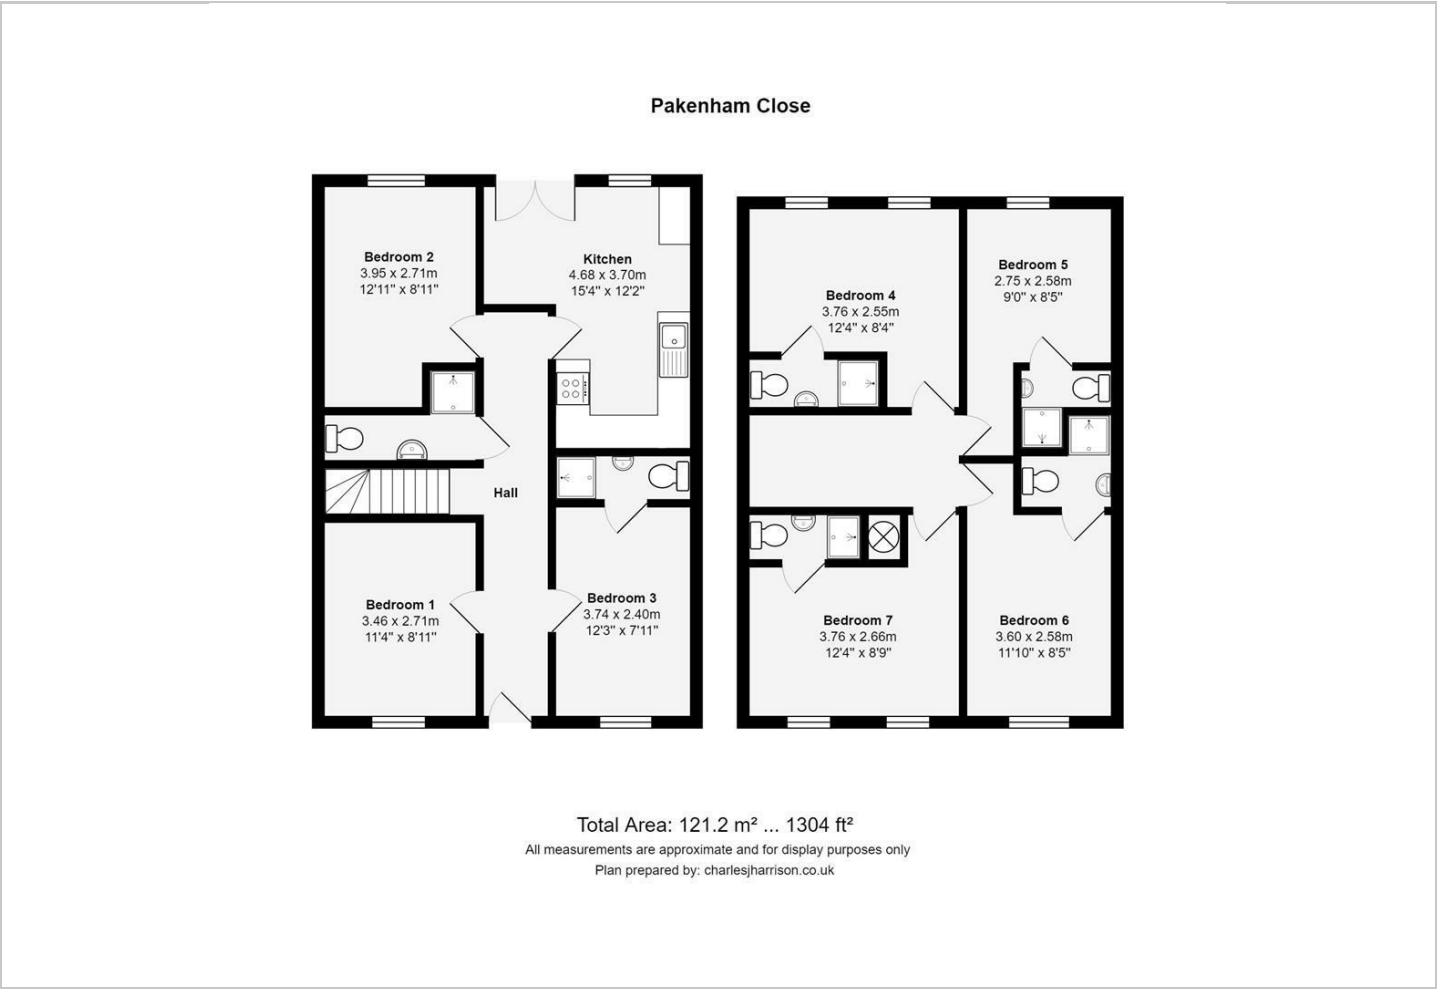 Pakenham Close
Bedroom 2
3.95 x 2.71m
12'11" x 8'11"
Kitchen
4.68 x 3.70m
15'4" x 12'2"
Hall
Bedroom 1
3.46 x 2.71m
11'4" x 8'11"
Bedroom 3
3.74 x 2.40m
12'3" x 7'11"
Bedroom 4
3.76 x 2.55m
12'4" x 8'4"
Bedroom 5
2.75 x 2.58m
9'0" x 8'5"
Bedroom 7
3.76 x 2.66m
12'4" x 8'9"
Bedroom 6
3.60 x 2.58m
11'10" x 8'5"
Total Area: 121.2 m² ... 1304 ft²
All measurements are approximate and for display purposes only
Plan prepared by: charlesjharrison.co.uk